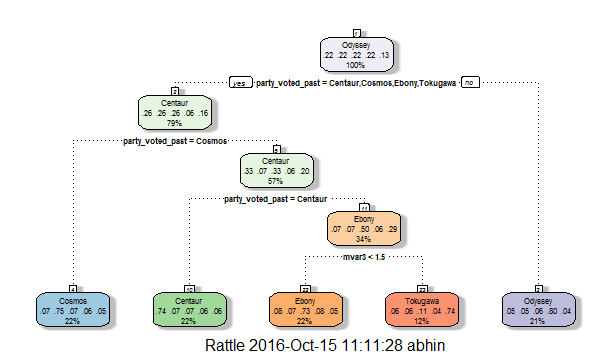 1
Odyssey
.22 .22 .22 .22 .13
100%
yes party_voted_past = Centaur,Cosmos,Ebony,Tokugawa no
2
Centaur
.26 .26 .26 .06 .16
79%
party_voted_past = Cosmos
5
Centaur
.33 .07 .33 .06 .20
57%
party_voted_past = Centaur
11
Ebony
.07 .07 .50 .06 .29
34%
mvar3 < 1.5
4
Cosmos
.07 .75 .07 .06 .05
22%
10
Centaur
.74 .07 .07 .06 .06
22%
22
Ebony
.08 .07 .73 .08 .05
22%
23
Tokugawa
.06 .06 .11 .04 .74
12%
3
Odyssey
.05 .05 .06 .80 .04
21%
Rattle 2016-Oct-15 11:11:28 abhin